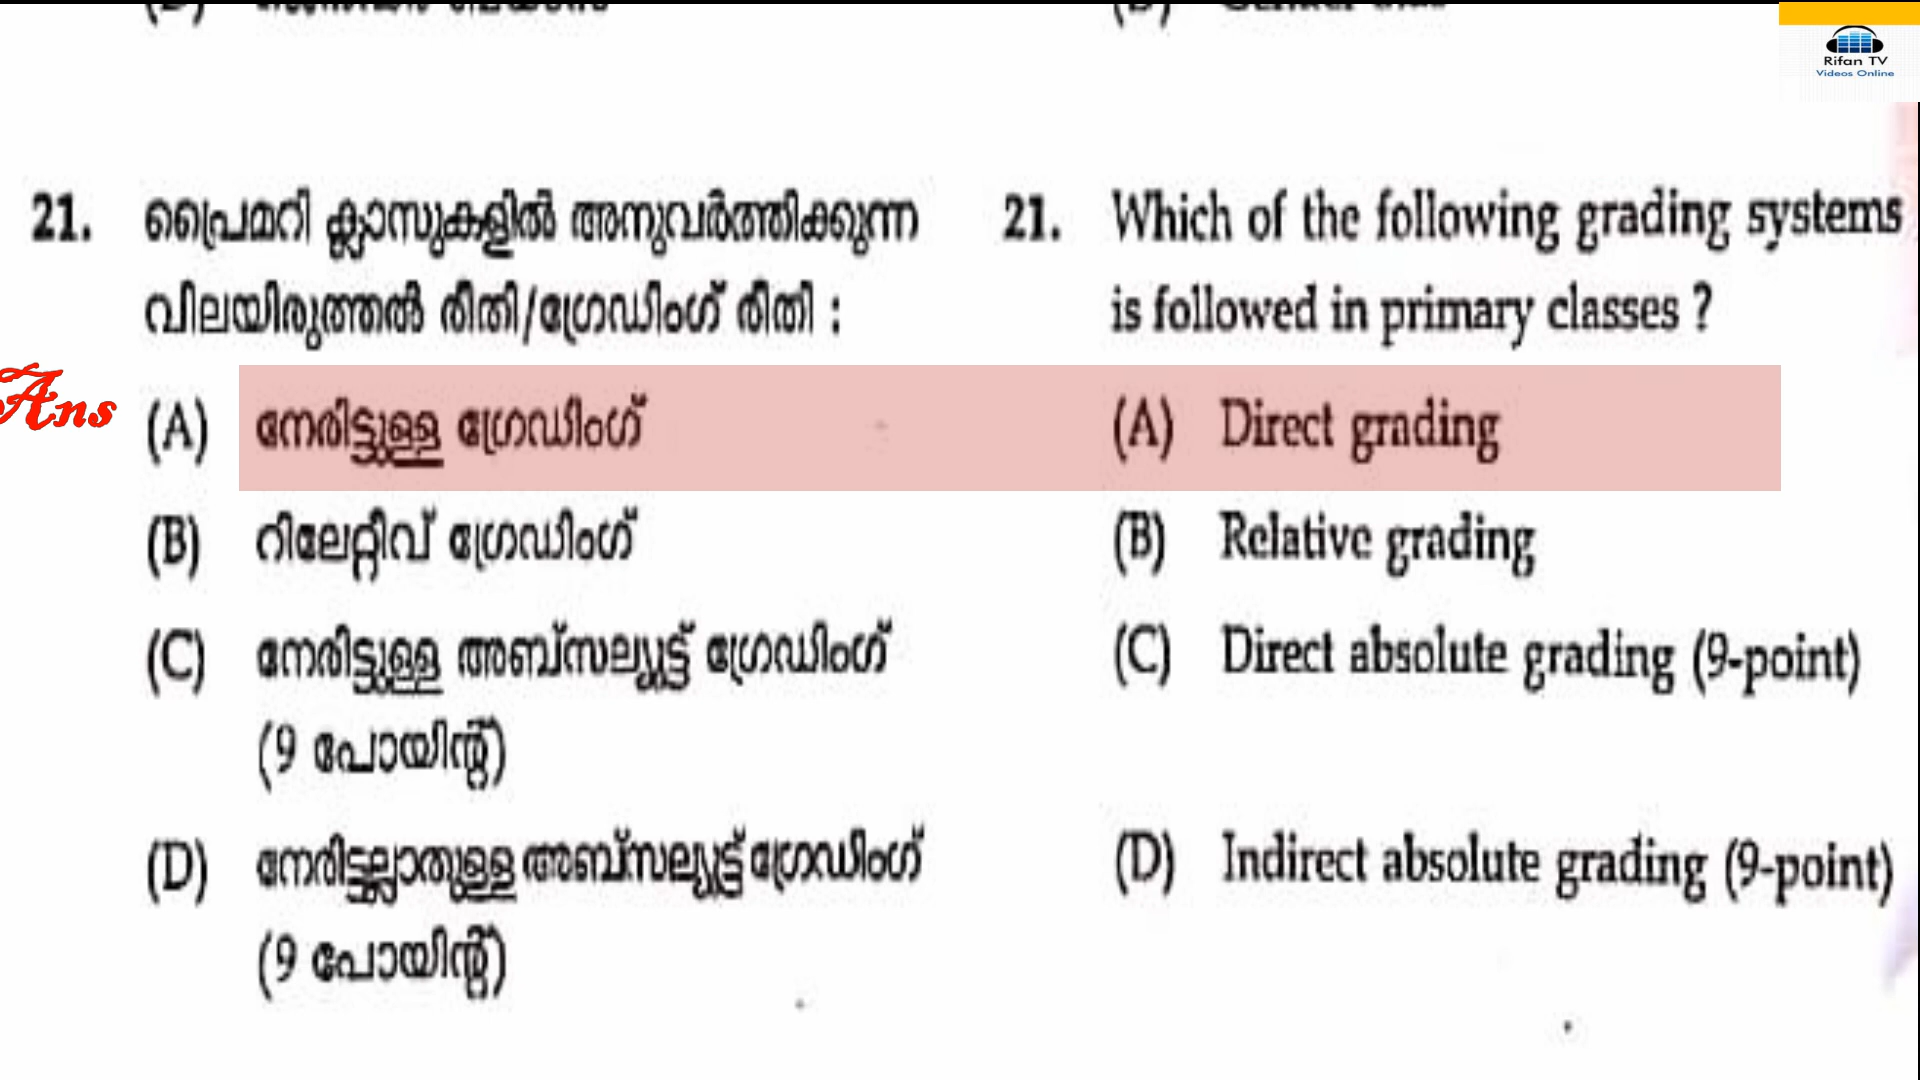 Rifan TV
Videos Online
21. പ്രൈമറി ക്ലാസുകളിൽ അനുവർത്തിക്കുന്ന
വിലയിരുത്തൽ രീതി/ഗ്രേഡിംഗ് രീതി :
Ans
(A) നേരിട്ടുള്ള ഗ്രേഡിംഗ്
(B) റിലേറ്റീവ് ഗ്രേഡിംഗ്
(C) നേരിട്ടുള്ള അബ്സല്യൂട്ട് ഗ്രേഡിംഗ്
(9 പോയിന്റ്)
(D) നേരിട്ടല്ലാതുള്ള അബ്സല്യൂട്ട് ഗ്രേഡിംഗ്
(9 പോയിന്റ്)
21. Which of the following grading systems
is followed in primary classes ?
(A) Direct grading
(B) Relative grading
(C) Direct absolute grading (9-point)
(D) Indirect absolute grading (9-point)